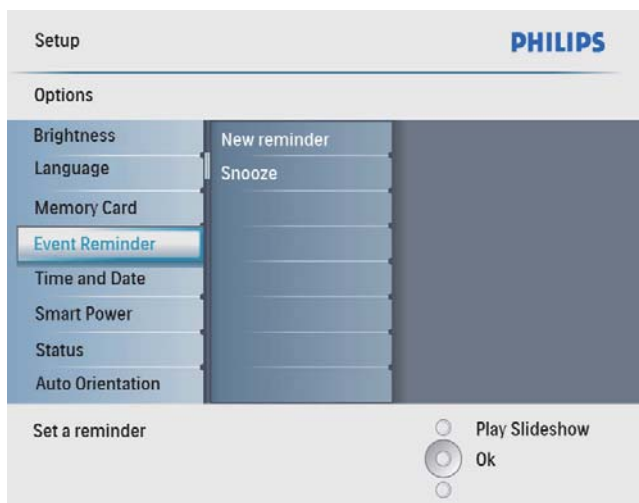 Setup
PHILIPS
Options
Brightness
Language
Memory Card
Event Reminder
Time and Date
Smart Power
Status
Auto Orientation
New reminder
Snooze
Set a reminder
Play Slideshow
Ok